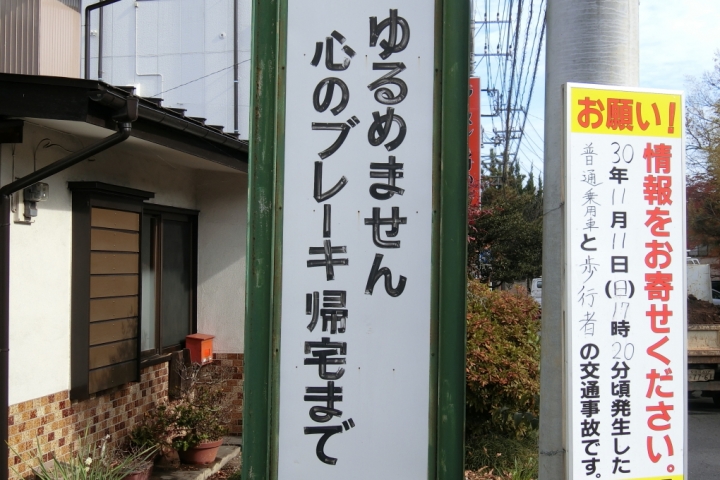 ゆるめません
心のブレーキ帰宅まで
お願い!
情報をお寄せください。
30年11月11日(日)17時20分頃発生した
普通乗用車と歩行者の交通事故です。